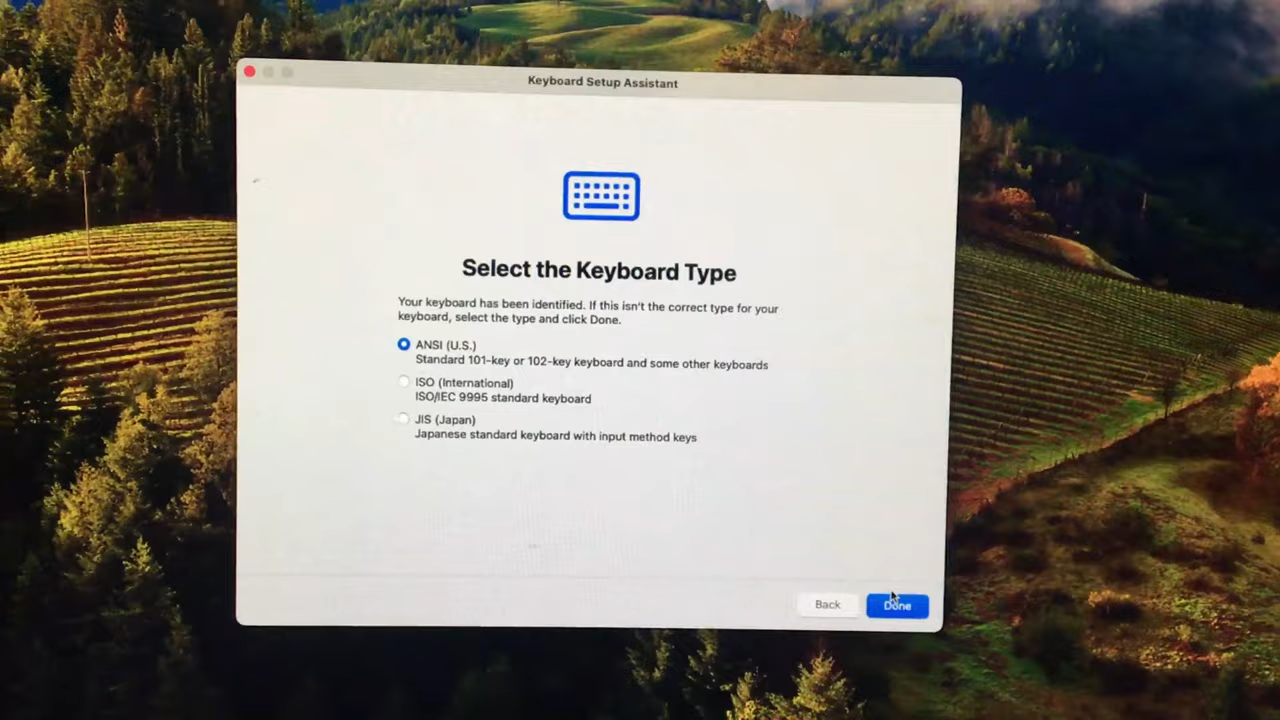 Keyboard Setup Assistant
Select the Keyboard Type
Your keyboard has been identified. If this isn't the correct type for your
keyboard, select the type and click Done.
ANSI (U.S.)
Standard 101-key or 102-key keyboard and some other keyboards
ISO (International)
ISO/IEC 9995 standard keyboard
JIS (Japan)
Japanese standard keyboard with input method keys
Back
Done